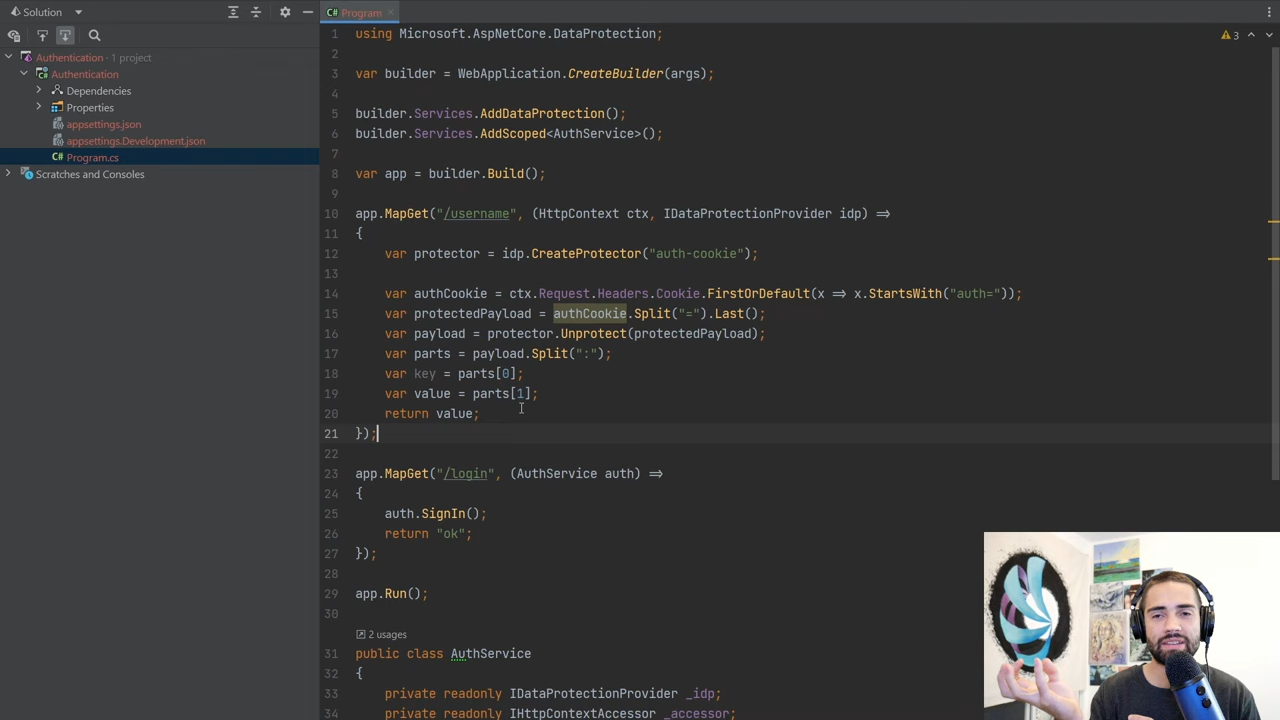 Solution
Program
Authentication · 1 project
Authentication
Dependencies
Properties
appsettings.json
appsettings.Development.json
Program.cs
Scratches and Consoles
3
1 using Microsoft.AspNetCore.DataProtection;
2
3 var builder = WebApplication.CreateBuilder(args);
4
5 builder.Services.AddDataProtection();
6 builder.Services.AddScoped<AuthService>();
7
8 var app = builder.Build();
9
10 app.MapGet("/username", (HttpContext ctx, IDataProtectionProvider idp) =>
11 {
12 var protector = idp.CreateProtector("auth-cookie");
13
14 var authCookie = ctx.Request.Headers.Cookie.FirstOrDefault(x => x.StartsWith("auth="));
15 var protectedPayload = authCookie.Split("=").Last();
16 var payload = protector.Unprotect(protectedPayload);
17 var parts = payload.Split(":");
18 var key = parts[0];
19 var value = parts[1];
20 return value;
21 });
22
23 app.MapGet("/login", (AuthService auth) =>
24 {
25 auth.SignIn();
26 return "ok";
27 });
28
29 app.Run();
30
2 usages
31 public class AuthService
32 {
33 private readonly IDataProtectionProvider _idp;
34 private readonly IHttpContextAccessor _accessor;